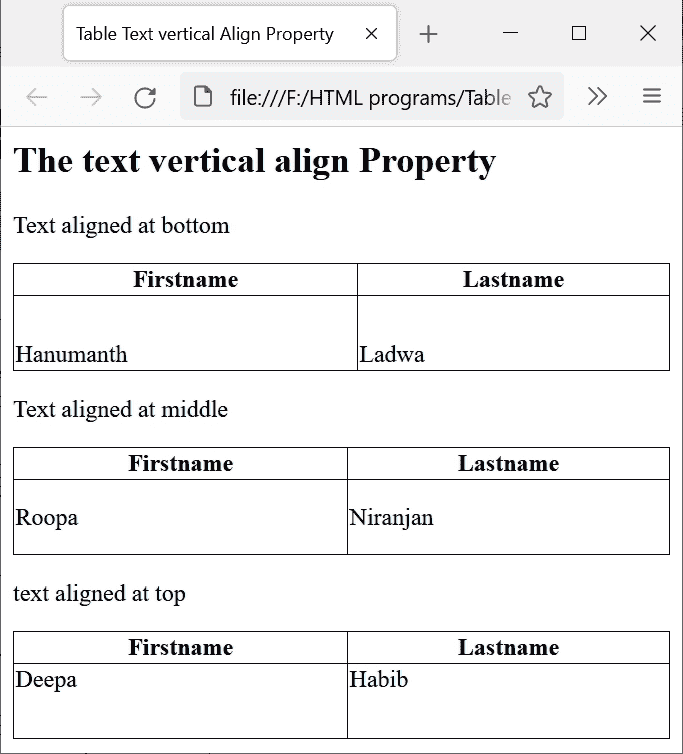 Table Text vertical Align Property
file:///F:/HTML programs/Table
The text vertical align Property
Text aligned at bottom
Firstname Lastname
Hanumanth Ladwa
Text aligned at middle
Firstname Lastname
Roopa Niranjan
text aligned at top
Firstname Lastname
Deepa Habib